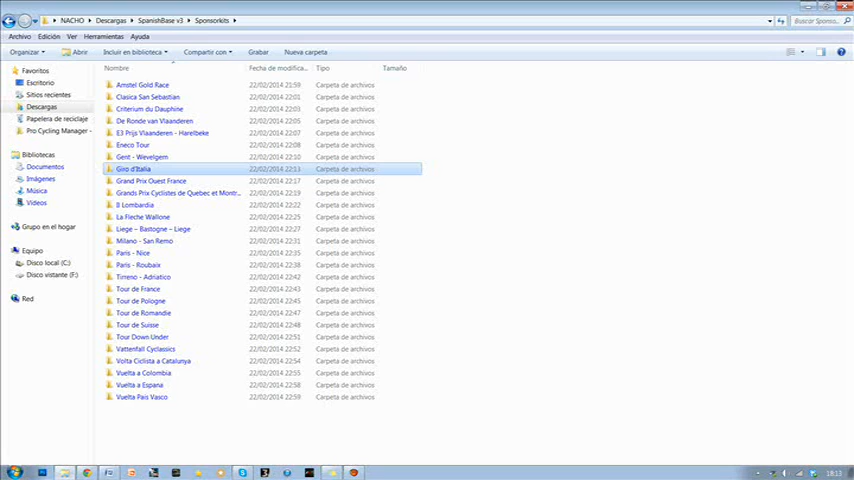 NACHO ▸ Descargas ▸ SpanishBase v3 ▸ Sponsorkits ▸
Buscar Sponso...
Archivo Edición Ver Herramientas Ayuda
Organizar Abrir Incluir en biblioteca Compartir con Grabar Nueva carpeta
Nombre Fecha de modifica... Tipo Tamaño
Favoritos
Escritorio
Sitios recientes
Descargas
Papelera de reciclaje
Pro Cycling Manager -
Bibliotecas
Documentos
Imágenes
Música
Vídeos
Grupo en el hogar
Equipo
Disco local (C:)
Disco vistante (F:)
Red
Amstel Gold Race 22/02/2014 21:59 Carpeta de archivos
Clasica San Sebastian 22/02/2014 22:01 Carpeta de archivos
Criterium du Dauphine 22/02/2014 22:03 Carpeta de archivos
De Ronde van Vlaanderen 22/02/2014 22:05 Carpeta de archivos
E3 Prijs Vlaanderen - Harelbeke 22/02/2014 22:07 Carpeta de archivos
Eneco Tour 22/02/2014 22:08 Carpeta de archivos
Gent - Wevelgem 22/02/2014 22:10 Carpeta de archivos
Giro d'Italia 22/02/2014 22:13 Carpeta de archivos
Grand Prix Ouest France 22/02/2014 22:17 Carpeta de archivos
Grands Prix Cyclistes de Quebec et Montr... 22/02/2014 22:19 Carpeta de archivos
Il Lombardia 22/02/2014 22:22 Carpeta de archivos
La Fleche Wallone 22/02/2014 22:25 Carpeta de archivos
Liege – Bastogne – Liege 22/02/2014 22:27 Carpeta de archivos
Milano - San Remo 22/02/2014 22:31 Carpeta de archivos
Paris - Nice 22/02/2014 22:35 Carpeta de archivos
Paris - Roubaix 22/02/2014 22:38 Carpeta de archivos
Tirreno - Adriatico 22/02/2014 22:42 Carpeta de archivos
Tour de France 22/02/2014 22:43 Carpeta de archivos
Tour de Pologne 22/02/2014 22:45 Carpeta de archivos
Tour de Romandie 22/02/2014 22:47 Carpeta de archivos
Tour de Suisse 22/02/2014 22:49 Carpeta de archivos
Tour Down Under 22/02/2014 22:51 Carpeta de archivos
Vattenfall Cyclassics 22/02/2014 22:52 Carpeta de archivos
Volta Ciclista a Catalunya 22/02/2014 22:54 Carpeta de archivos
Vuelta a Colombia 22/02/2014 22:55 Carpeta de archivos
Vuelta a Espana 22/02/2014 22:58 Carpeta de archivos
Vuelta Pais Vasco 22/02/2014 22:59 Carpeta de archivos
18:13